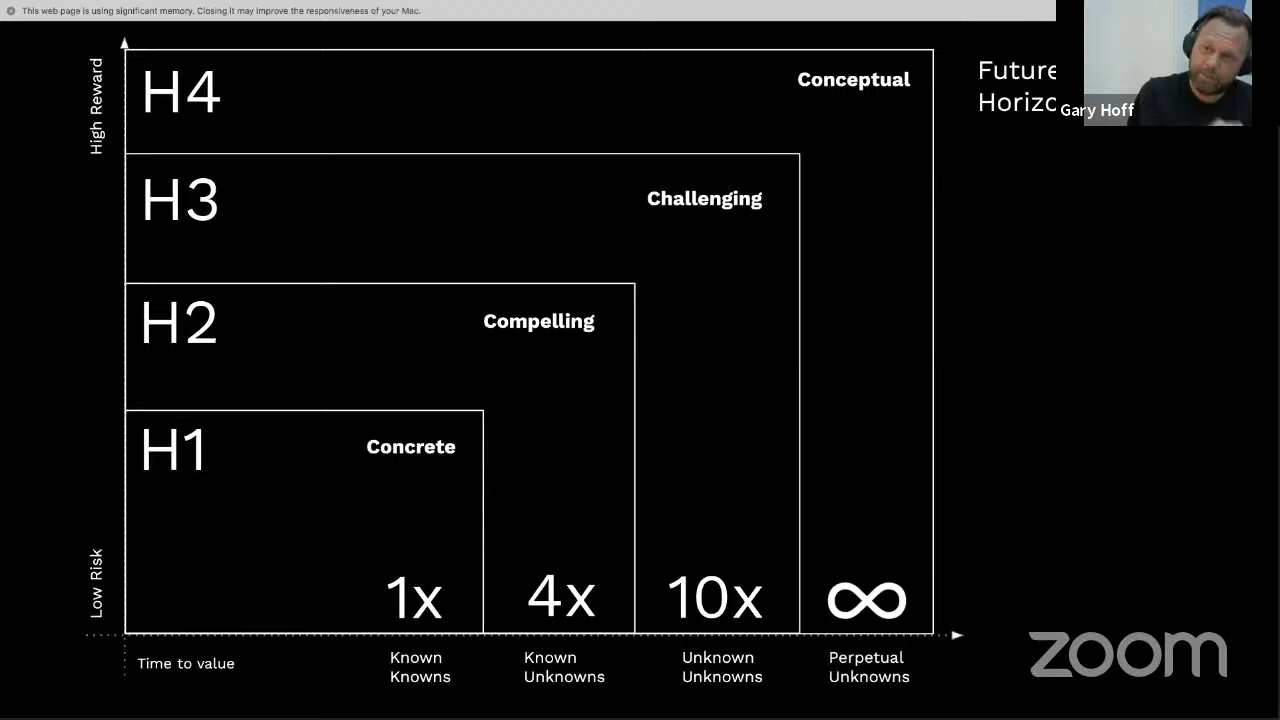 This web page is using significant memory. Closing it may improve the responsiveness of your Mac.
High Reward
H4
Conceptual
Future
Gary Hoff
H3
Challenging
H2
Compelling
H1
Concrete
Low Risk
1x
4x
10x
∞
Time to value
Known
Knowns
Known
Unknowns
Unknown
Unknowns
Perpetual
Unknowns
zoom